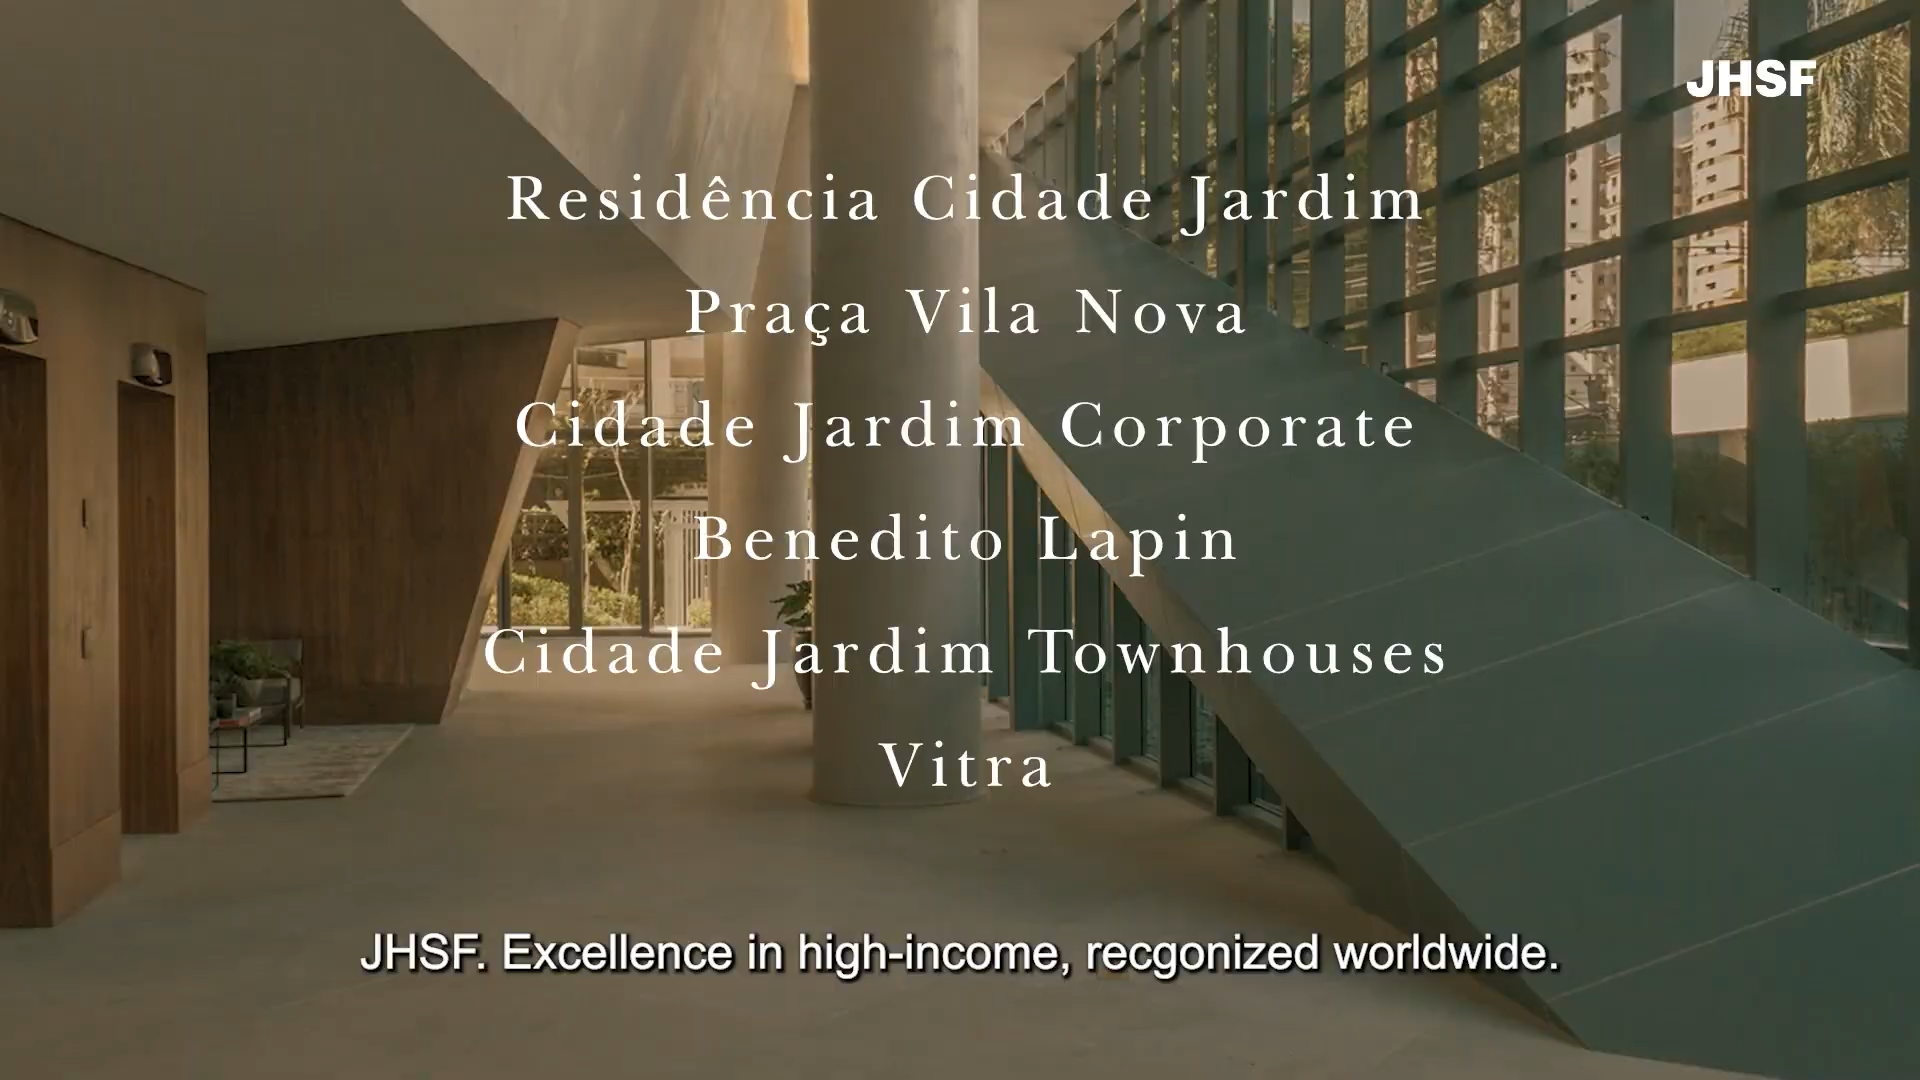 JHSF
Residência Cidade Jardim
Praça Vila Nova
Cidade Jardim Corporate
Benedito Lapin
Cidade Jardim Townhouses
Vitra
JHSF. Excellence in high-income, recgonized worldwide.